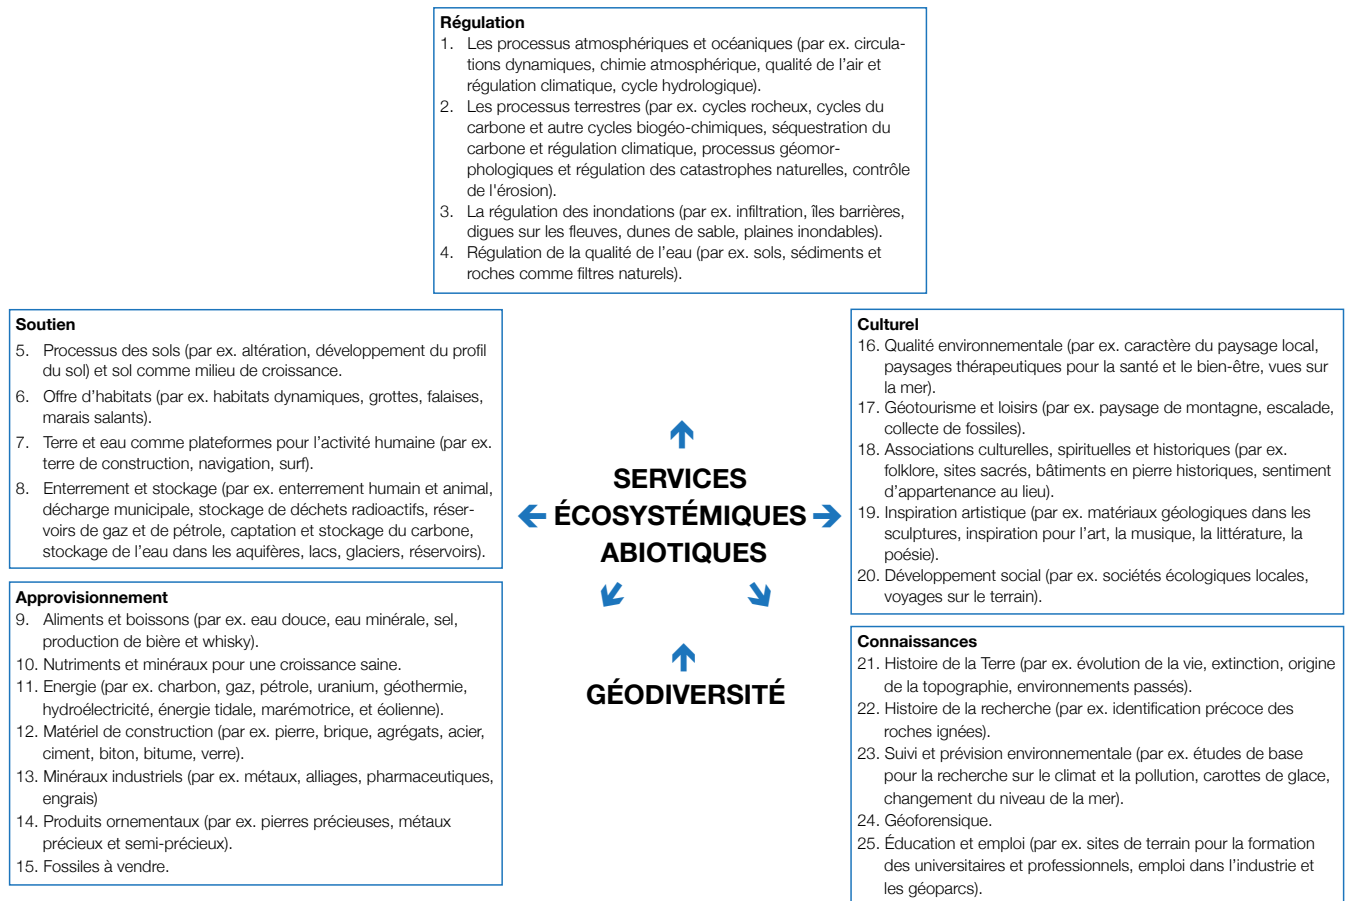 Régulation
1. Les processus atmosphériques et océaniques (par ex. circula-
tions dynamiques, chimie atmosphérique, qualité de l'air et
régulation climatique, cycle hydrologique).
2. Les processus terrestres (par ex. cycles rocheux, cycles du
carbone et autre cycles biogéo-chimiques, séquestration du
carbone et régulation climatique, processus géomor-
phologiques et régulation des catastrophes naturelles, contrôle
de l'érosion).
3. La régulation des inondations (par ex. infiltration, îles barrières,
digues sur les fleuves, dunes de sable, plaines inondables).
4. Régulation de la qualité de l'eau (par ex. sols, sédiments et
roches comme filtres naturels).
Soutien
5. Processus des sols (par ex. altération, développement du profil
du sol) et sol comme milieu de croissance.
6. Offre d'habitats (par ex. habitats dynamiques, grottes, falaises,
marais salants).
7. Terre et eau comme plateformes pour l'activité humaine (par ex.
terre de construction, navigation, surf).
8. Enterrement et stockage (par ex. enterrement humain et animal,
décharge municipale, stockage de déchets radioactifs, réser-
voirs de gaz et de pétrole, captation et stockage du carbone,
stockage de l'eau dans les aquifères, lacs, glaciers, réservoirs).
Approvisionnement
9. Aliments et boissons (par ex. eau douce, eau minérale, sel,
production de bière et whisky).
10. Nutriments et minéraux pour une croissance saine.
11. Energie (par ex. charbon, gaz, pétrole, uranium, géothermie,
hydroélectricité, énergie tidale, marémotrice, et éolienne).
12. Matériel de construction (par ex. pierre, brique, agrégats, acier,
ciment, biton, bitume, verre).
13. Minéraux industriels (par ex. métaux, alliages, pharmaceutiques,
engrais)
14. Produits ornementaux (par ex. pierres précieuses, métaux
précieux et semi-précieux).
15. Fossiles à vendre.
SERVICES
ÉCOSYSTÉMIQUES
ABIOTIQUES
GÉODIVERSITÉ
Culturel
16. Qualité environmentale (par ex. caractère du paysage local,
paysages thérapeutiques pour la santé et le bien-être, vues sur
la mer).
17. Géotourisme et loisirs (par ex. paysage de montagne, escalade,
collecte de fossiles).
18. Associations culturelles, spirituelles et historiques (par ex.
folklore, sites sacrés, bâtiments en pierre historiques, sentiment
d'appartenance au lieu).
19. Inspiration artistique (par ex. matériaux géologiques dans les
sculptures, inspiration pour l'art, la musique, la littérature, la
poésie).
20. Développement social (par ex. sociétés écologiques locales,
voyages sur le terrain).
Connaissances
21. Histoire de la Terre (par ex. évolution de la vie, extinction, origine
de la topographie, environnements passés).
22. Histoire de la recherche (par ex. identification précoce des
roches ignées).
23. Suivi et prévision environnementale (par ex. études de base
pour la recherche sur le climat et la pollution, carottes de glace,
changement du niveau de la mer).
24. Géoforensique.
25. Éducation et emploi (par ex. sites de terrain pour la formation
des universitaires et professionnels, emploi dans l'industrie et
les géoparcs).